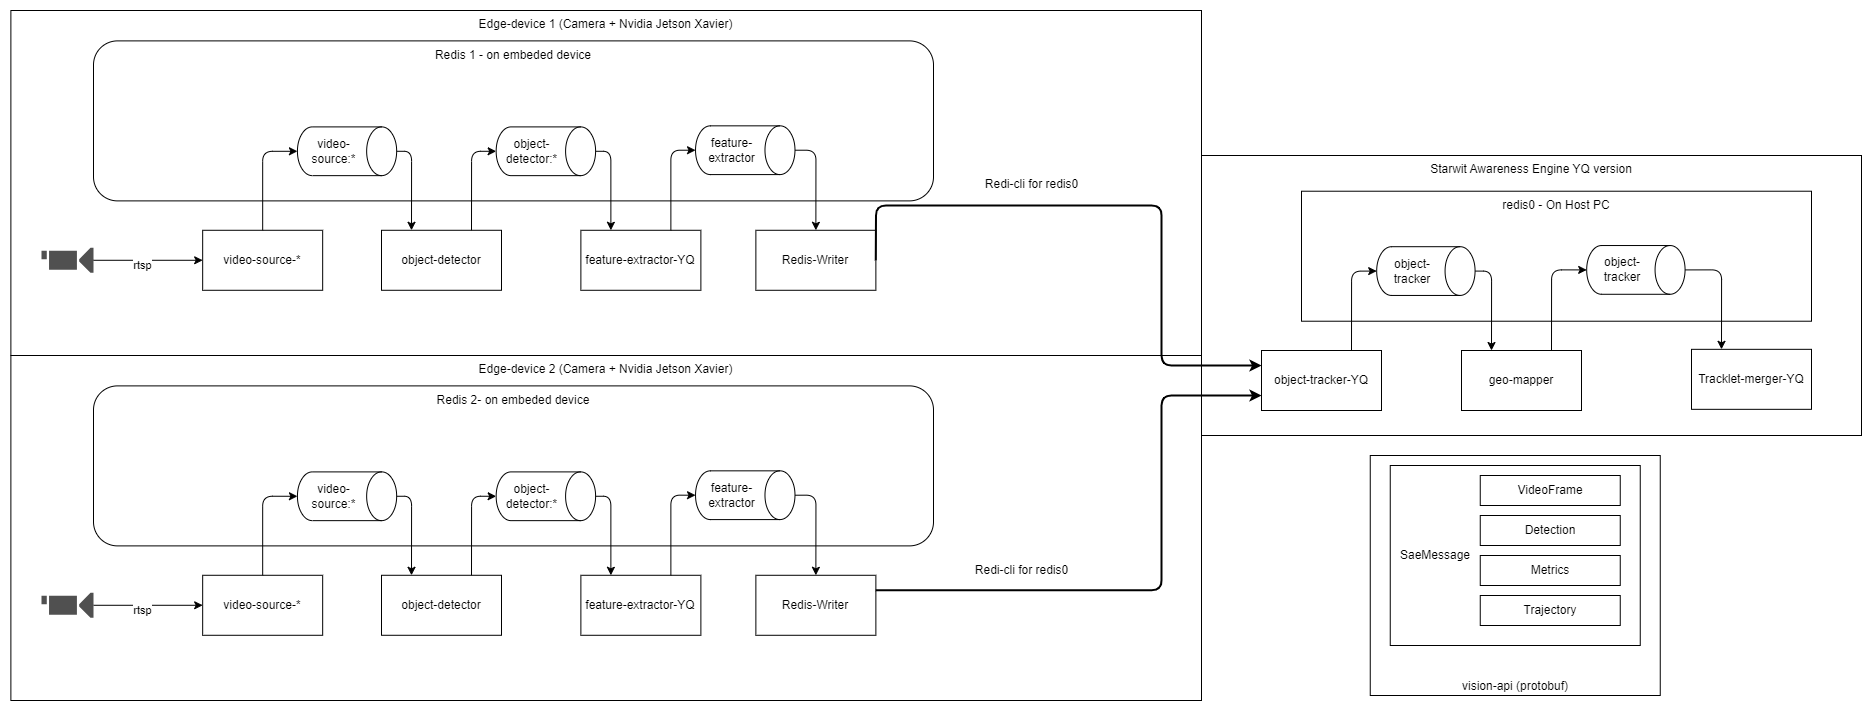 Edge-device 1 (Camera + Nvidia Jetson Xavier)
Redis 1 - on embeded device
video-
source:*
object-
detector:*
feature-
extractor
rtsp
video-source-*
object-detector
feature-extractor-YQ
Redis-Writer
Redi-cli for redis0
Edge-device 2 (Camera + Nvidia Jetson Xavier)
Redis 2- on embeded device
video-
source:*
object-
detector:*
feature-
extractor
rtsp
video-source-*
object-detector
feature-extractor-YQ
Redis-Writer
Redi-cli for redis0
Starwit Awareness Engine YQ version
redis0 - On Host PC
object-
tracker
object-
tracker
object-tracker-YQ
geo-mapper
Tracklet-merger-YQ
VideoFrame
Detection
SaeMessage
Metrics
Trajectory
vision-api (protobuf)